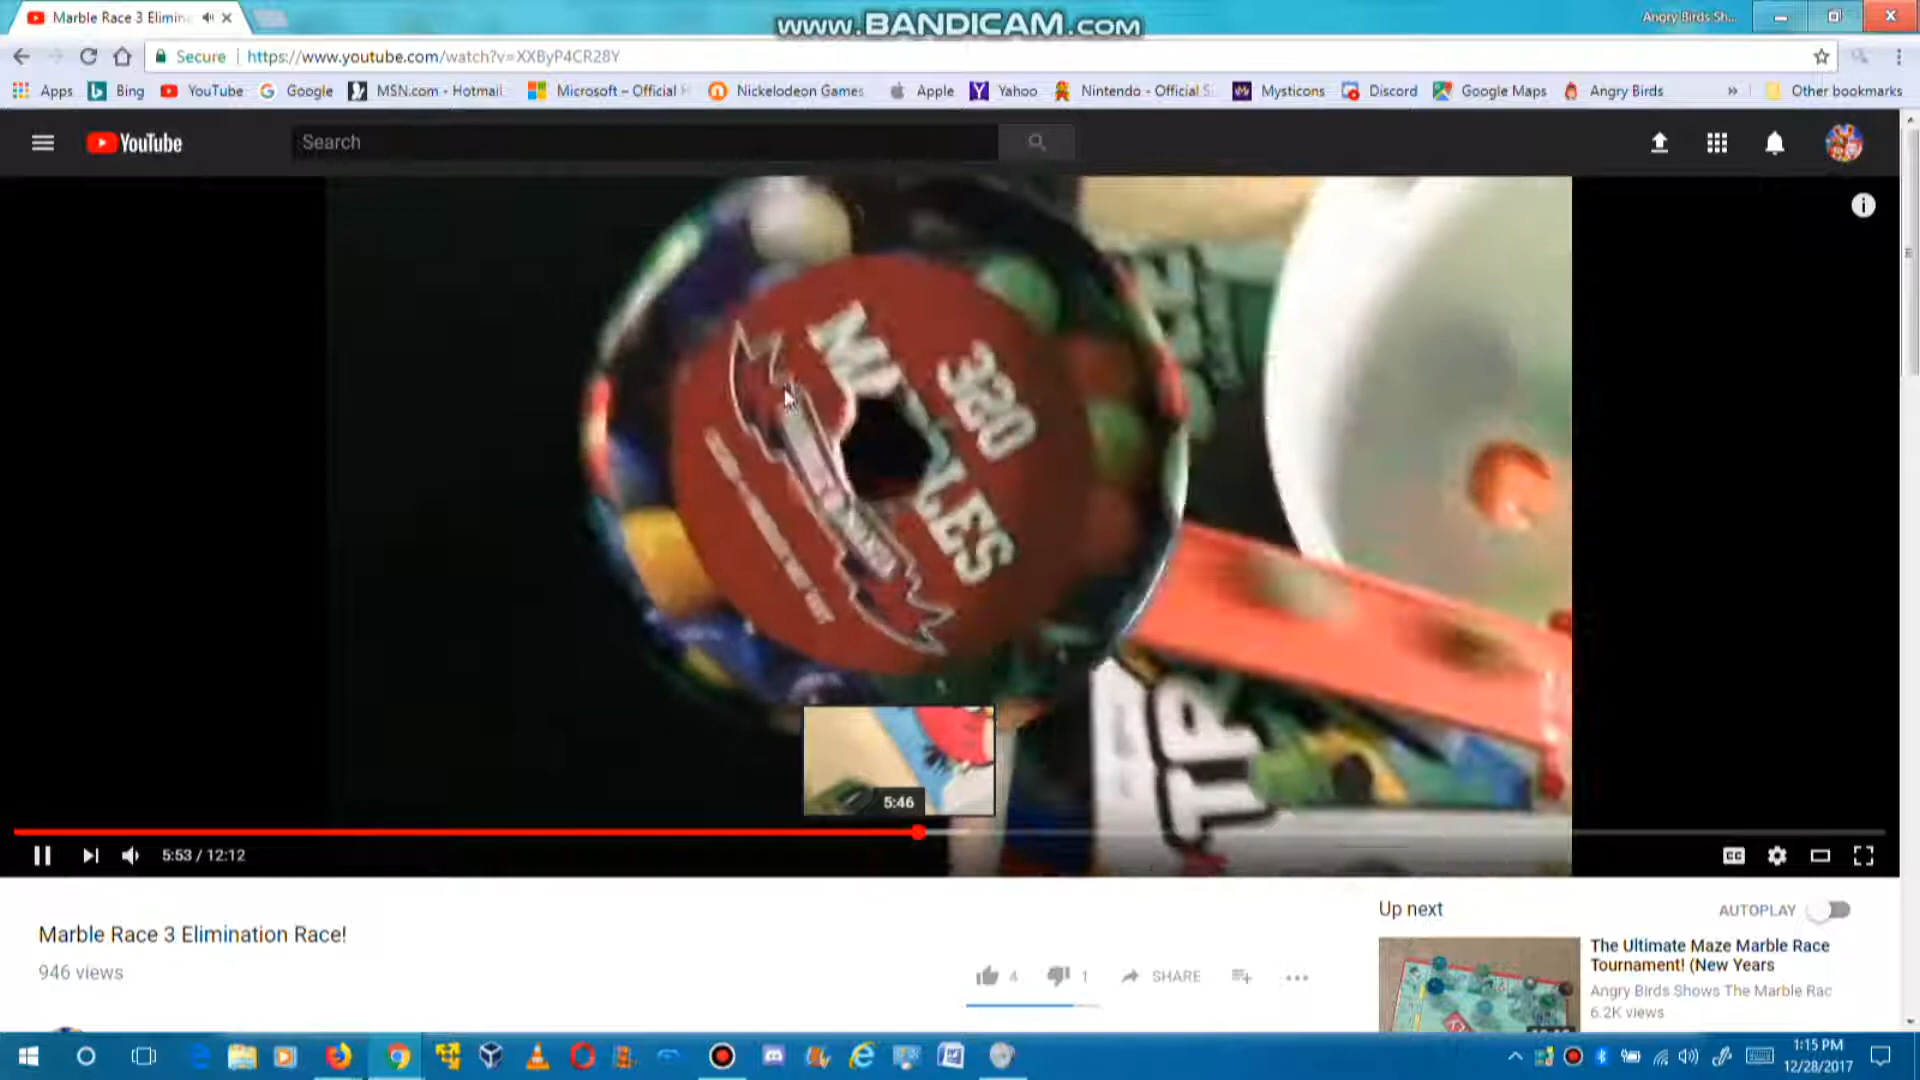 Marble Race 3 Elimin
www.BANDICAM.com
Angry Birds Sh...
Secure
https://www.youtube.com/watch?v=XXByP4CR28Y
Apps
Bing
YouTube
Google
MSN.com - Hotmail
Microsoft – Official
Nickelodeon Games
Apple
Yahoo
Nintendo - Official S
Mysticons
Discord
Google Maps
Angry Birds
»
Other bookmarks
YouTube
Search
320
5:46
5:53 / 12:12
CC
Marble Race 3 Elimination Race!
946 views
4
1
SHARE
Up next
AUTOPLAY
The Ultimate Maze Marble Race
Tournament! (New Years
Angry Birds Shows The Marble Rac
6.2K views
1:15 PM
12/28/2017